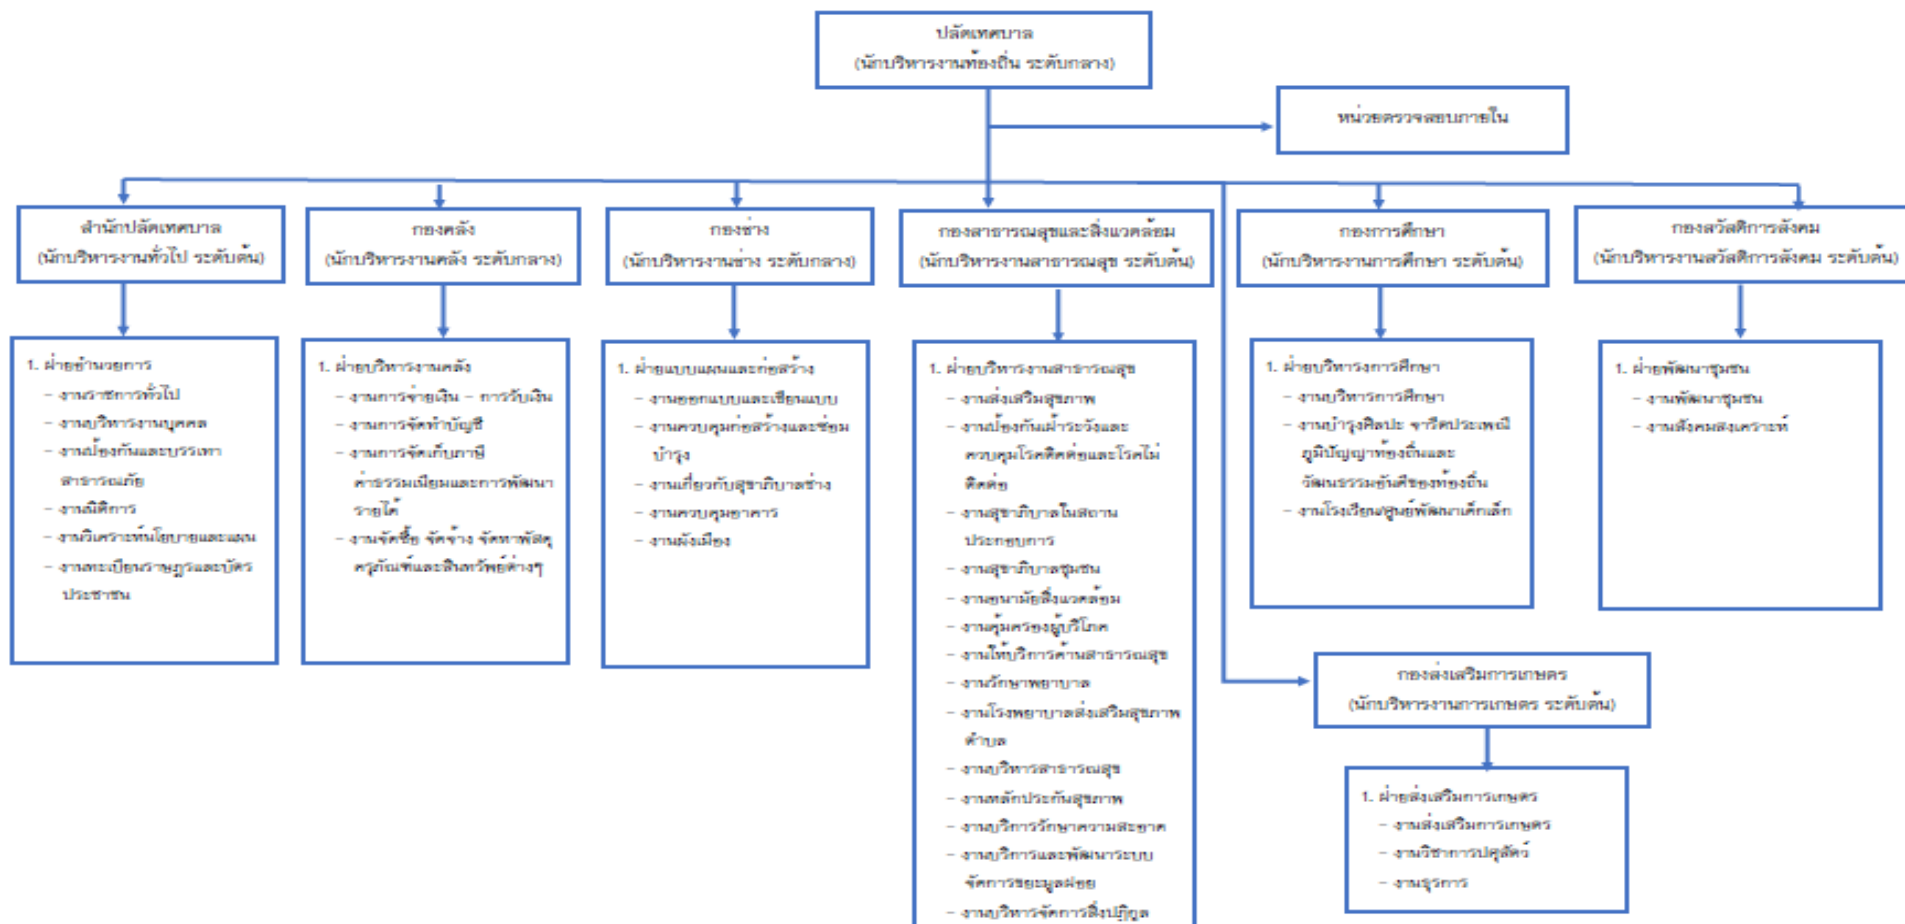 ปลัดเทศบาล
(นักบริหารงานท้องถิ่น ระดับกลาง)
หน่วยตรวจสอบภายใน
สำนักปลัดเทศบาล
(นักบริหารงานทั่วไป ระดับต้น)
กองคลัง
(นักบริหารงานคลัง ระดับกลาง)
กองช่าง
(นักบริหารงานช่าง ระดับกลาง)
กองสาธารณสุขและสิ่งแวดล้อม
(นักบริหารงานสาธารณสุข ระดับต้น)
กองการศึกษา
(นักบริหารงานการศึกษา ระดับต้น)
กองสวัสดิการสังคม
(นักบริหารงานสวัสดิการสังคม ระดับต้น)
1. ฝ่ายอำนวยการ
- งานราชการทั่วไป
- งานบริหารงานบุคคล
- งานป้องกันและบรรเทา
สาธารณภัย
- งานนิติการ
- งานวิเคราะห์นโยบายและแผน
- งานทะเบียนราษฎรและบัตร
ประชาชน
1. ฝ่ายบริหารงานคลัง
- งานการจ่ายเงิน - การรับเงิน
- งานการจัดทำบัญชี
- งานการจัดเก็บภาษี
ค่าธรรมเนียมและการพัฒนา
รายได้
- งานจัดซื้อ จัดจ้าง จัดหาพัสดุ
ครุภัณฑ์และสินทรัพย์ต่างๆ
1. ฝ่ายแบบแผนและก่อสร้าง
- งานออกแบบและเขียนแบบ
- งานควบคุมก่อสร้างและซ่อม
บำรุง
- งานเกี่ยวกับสุขาภิบาลช่าง
- งานควบคุมอาคาร
- งานผังเมือง
1. ฝ่ายบริหารงานสาธารณสุข
- งานส่งเสริมสุขภาพ
- งานป้องกันเฝ้าระวังและ
ควบคุมโรคติดต่อและโรคไม่
ติดต่อ
- งานสุขาภิบาลในสถาน
ประกอบการ
- งานสุขาภิบาลชุมชน
- งานอนามัยสิ่งแวดล้อม
- งานคุ้มครองผู้บริโภค
- งานให้บริการด้านสาธารณสุข
- งานรักษาพยาบาล
- งานโรงพยาบาลส่งเสริมสุขภาพ
ตำบล
- งานบริหารสาธารณสุข
- งานหลักประกันสุขภาพ
- งานบริการรักษาความสะอาด
- งานบริการและพัฒนาระบบ
จัดการขยะมูลฝอย
- งานบริหารจัดการสิ่งปฏิกูล
1. ฝ่ายบริหารงการศึกษา
- งานบริหารการศึกษา
- งานบำรุงศิลปะ จารีตประเพณี
ภูมิปัญญาท้องถิ่นและ
วัฒนธรรมอันดีของท้องถิ่น
- งานโรงเรียน/ศูนย์พัฒนาเด็กเล็ก
1. ฝ่ายพัฒนาชุมชน
- งานพัฒนาชุมชน
- งานสังคมสงเคราะห์
กองส่งเสริมการเกษตร
(นักบริหารงานการเกษตร ระดับต้น)
1. ฝ่ายส่งเสริมการเกษตร
- งานส่งเสริมการเกษตร
- งานวิชาการปศุสัตว์
- งานธุรการ